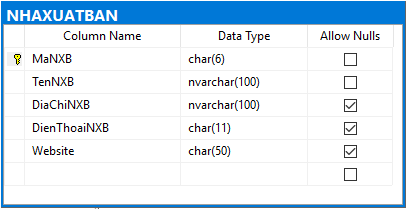 NHAXUATBAN
Column Name Data Type Allow Nulls
MaNXB char(6)
TenNXB nvarchar(100)
DiaChiNXB nvarchar(100)
DienThoaiNXB char(11)
Website char(50)